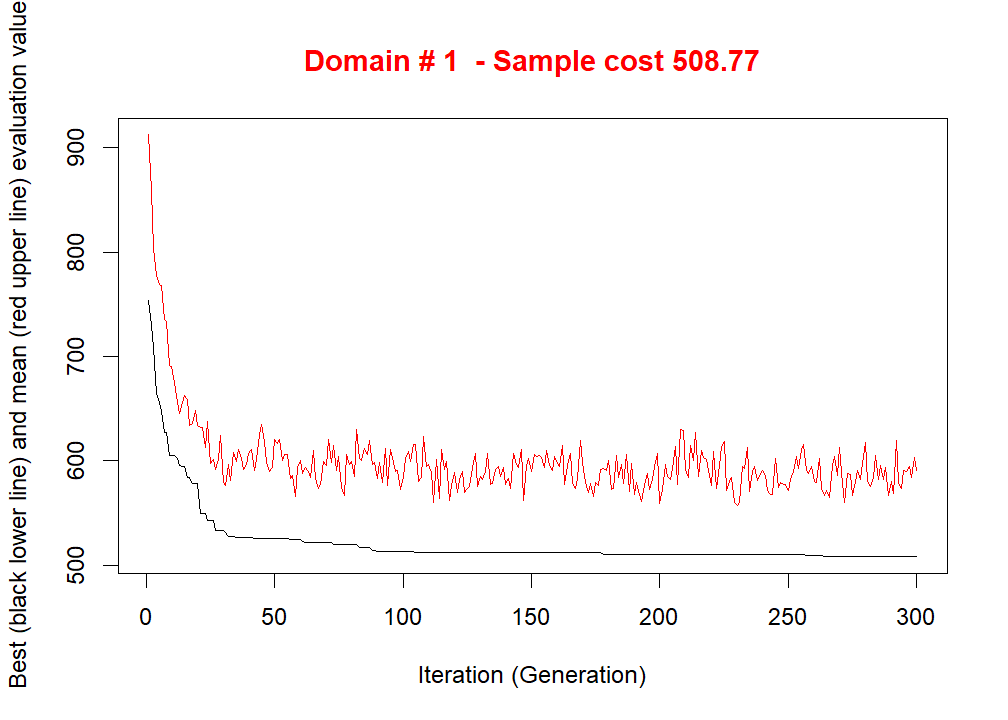 Domain # 1  - Sample cost 508.77
Best (black lower line) and mean (red upper line) evaluation value
900
800
700
600
500
0 50 100 150 200 250 300
Iteration (Generation)